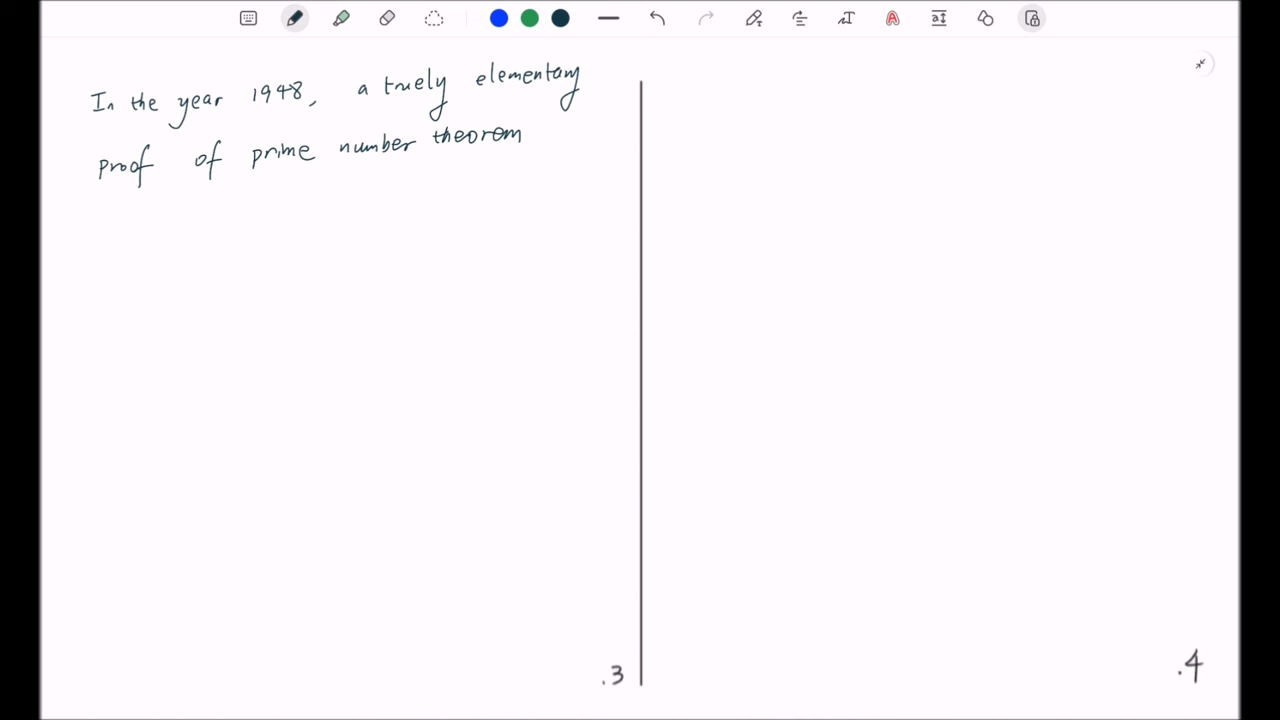 In the year 1948, a truely elementary
proof of prime number theorem
.3
.4